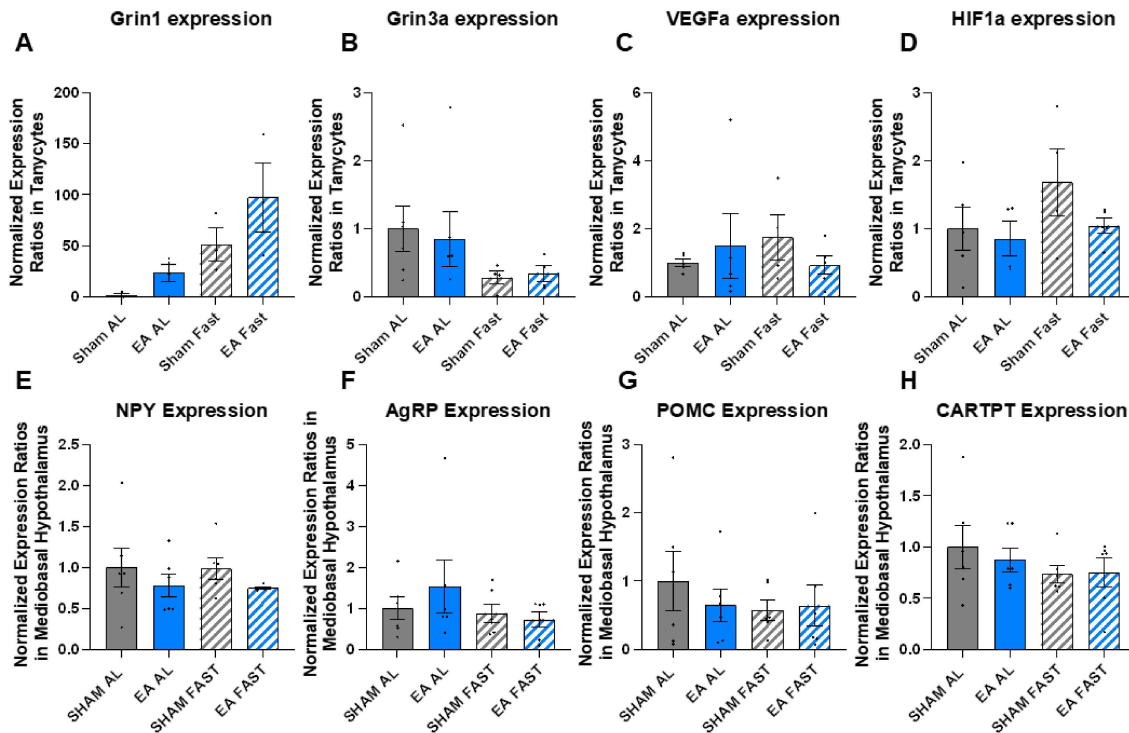 Grin1 expression
Grin3a expression
VEGFa expression
HIF1a expression
A
B
C
D
Normalized Expression
Ratios in Tanycytes
200
150
100
50
0
Sham AL
EA AL
Sham Fast
EA Fast
Normalized Expression
Ratios in Tanycytes
3
2
1
0
Sham AL
EA AL
Sham Fast
EA Fast
Normalized Expression
Ratios in Tanycytes
6
4
2
0
Sham AL
EA AL
Sham Fast
EA Fast
Normalized Expression
Ratios in Tanycytes
3
2
1
0
Sham AL
EA AL
Sham Fast
EA Fast
E
F
G
H
NPY Expression
AgRP Expression
POMC Expression
CARTPT Expression
Normalized Expression Ratios
in Mediobasal Hypothalamus
2.5
2.0
1.5
1.0
0.5
0.0
SHAM AL
EA AL
SHAM FAST
EA FAST
Normalized Expression Ratios in
Mediobasal Hypothalamus
5
4
3
2
1
0
SHAM AL
EA AL
SHAM FAST
EA FAST
Normalized Expression Ratios
in Mediobasal Hypothalamus
3
2
1
0
SHAM AL
EA AL
SHAM FAST
EA FAST
Normalized Expression Ratios
in Mediobasal Hypothalamus
2.0
1.5
1.0
0.5
0.0
SHAM AL
EA AL
SHAM FAST
EA FAST